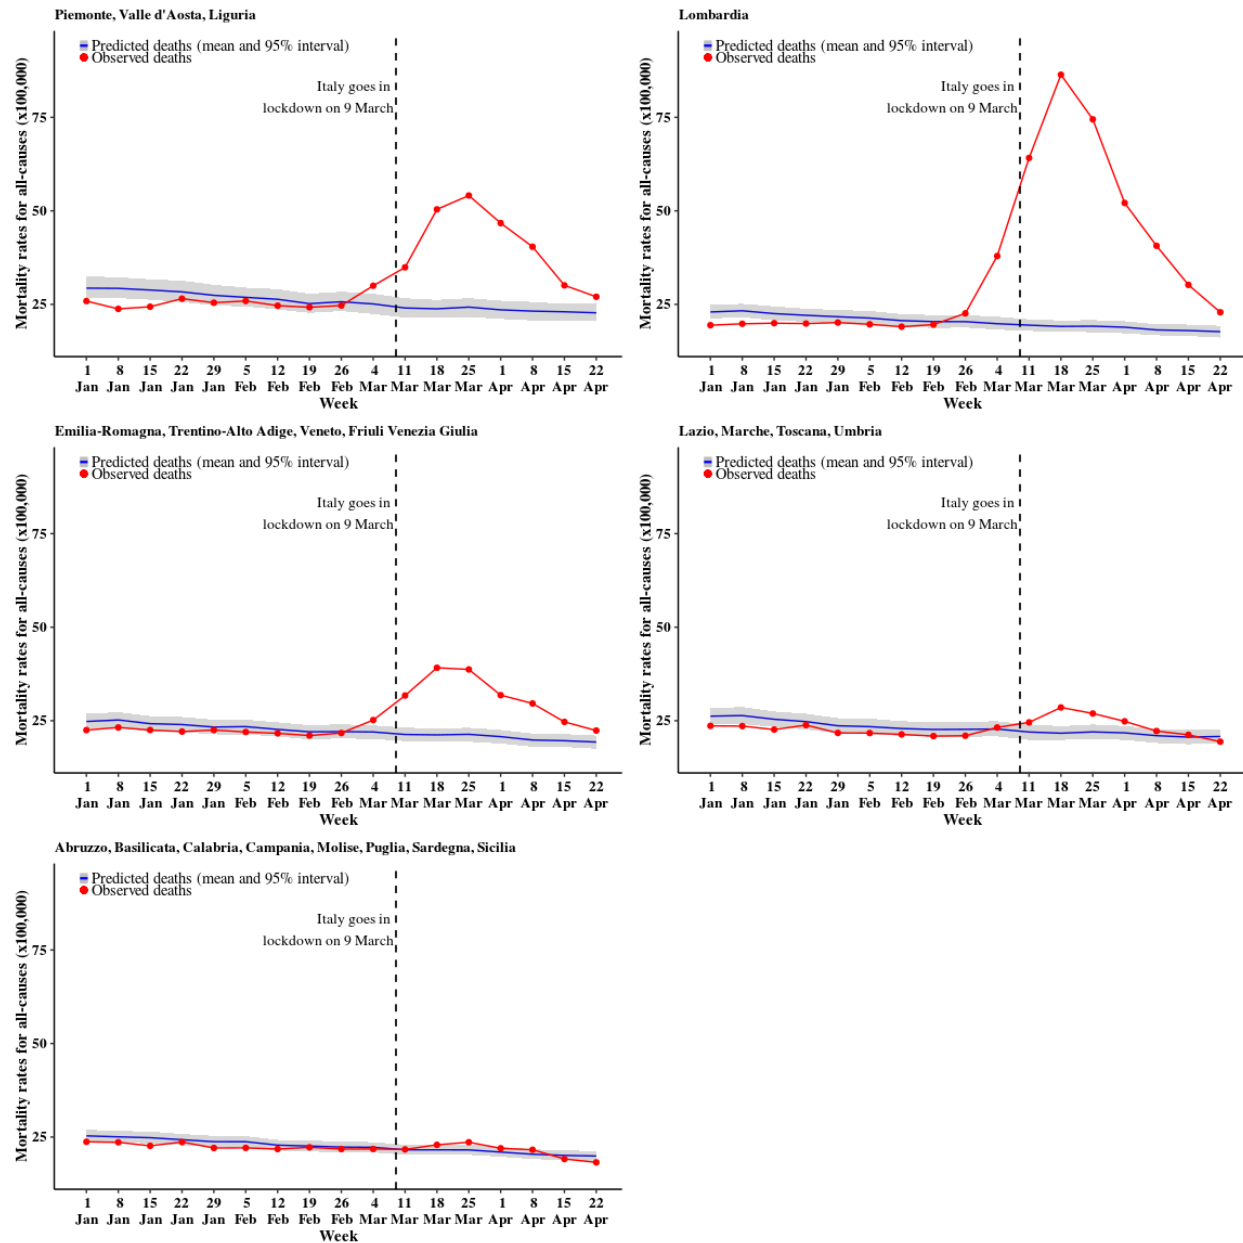 Piemonte, Valle d'Aosta, Liguria
Mortality rates for all-causes (x100,000)
Predicted deaths (mean and 95% interval)
Observed deaths
Italy goes in
lockdown on 9 March
75
50
25
1 8 15 22 29 5 12 19 26 4 11 18 25 1 8 15 22
Jan Jan Jan Jan Jan Feb Feb Feb Feb Mar Mar Mar Mar Apr Apr Apr Apr
Week
Lombardia
Mortality rates for all-causes (x100,000)
Predicted deaths (mean and 95% interval)
Observed deaths
Italy goes in
lockdown on 9 March
75
50
25
1 8 15 22 29 5 12 19 26 4 11 18 25 1 8 15 22
Jan Jan Jan Jan Jan Feb Feb Feb Feb Mar Mar Mar Mar Apr Apr Apr Apr
Week
Emilia-Romagna, Trentino-Alto Adige, Veneto, Friuli Venezia Giulia
Mortality rates for all-causes (x100,000)
Predicted deaths (mean and 95% interval)
Observed deaths
Italy goes in
lockdown on 9 March
75
50
25
1 8 15 22 29 5 12 19 26 4 11 18 25 1 8 15 22
Jan Jan Jan Jan Jan Feb Feb Feb Feb Mar Mar Mar Mar Apr Apr Apr Apr
Week
Lazio, Marche, Toscana, Umbria
Mortality rates for all-causes (x100,000)
Predicted deaths (mean and 95% interval)
Observed deaths
Italy goes in
lockdown on 9 March
75
50
25
1 8 15 22 29 5 12 19 26 4 11 18 25 1 8 15 22
Jan Jan Jan Jan Jan Feb Feb Feb Feb Mar Mar Mar Mar Apr Apr Apr Apr
Week
Abruzzo, Basilicata, Calabria, Campania, Molise, Puglia, Sardegna, Sicilia
Mortality rates for all-causes (x100,000)
Predicted deaths (mean and 95% interval)
Observed deaths
Italy goes in
lockdown on 9 March
75
50
25
1 8 15 22 29 5 12 19 26 4 11 18 25 1 8 15 22
Jan Jan Jan Jan Jan Feb Feb Feb Feb Mar Mar Mar Mar Apr Apr Apr Apr
Week